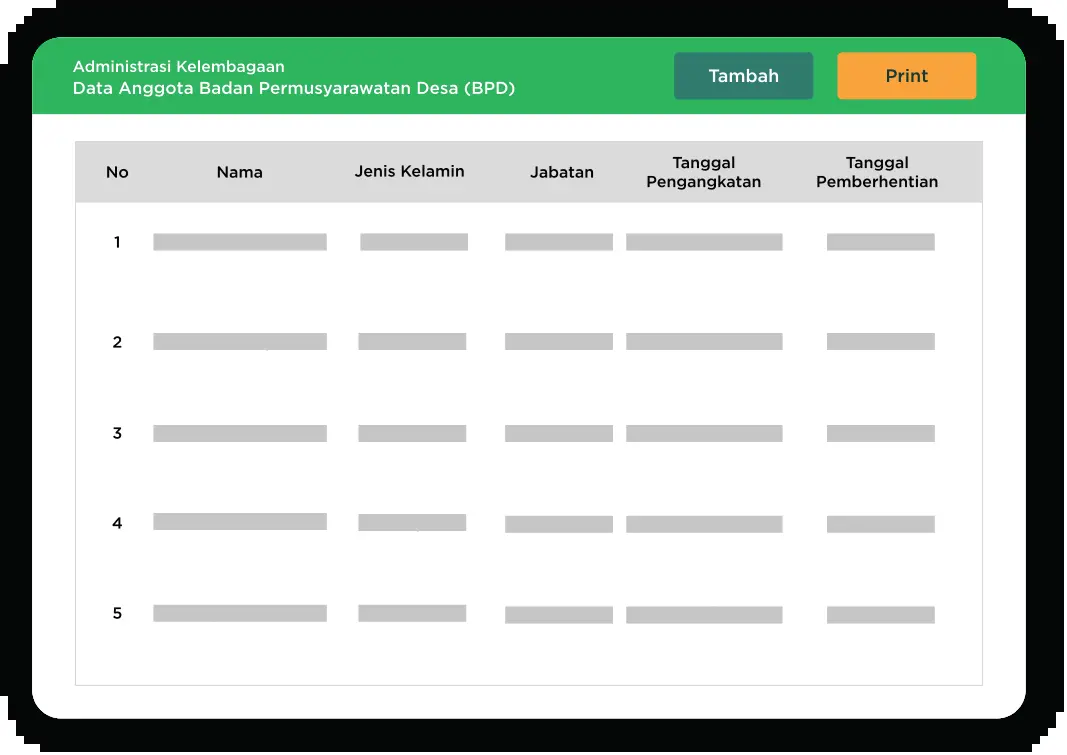 Administrasi Kelembagaan
Data Anggota Badan Permusyarawatan Desa (BPD)
Tambah
Print
No
Nama
Jenis Kelamin
Jabatan
Tanggal
Pengangkatan
Tanggal
Pemberhentian
1
2
3
4
5